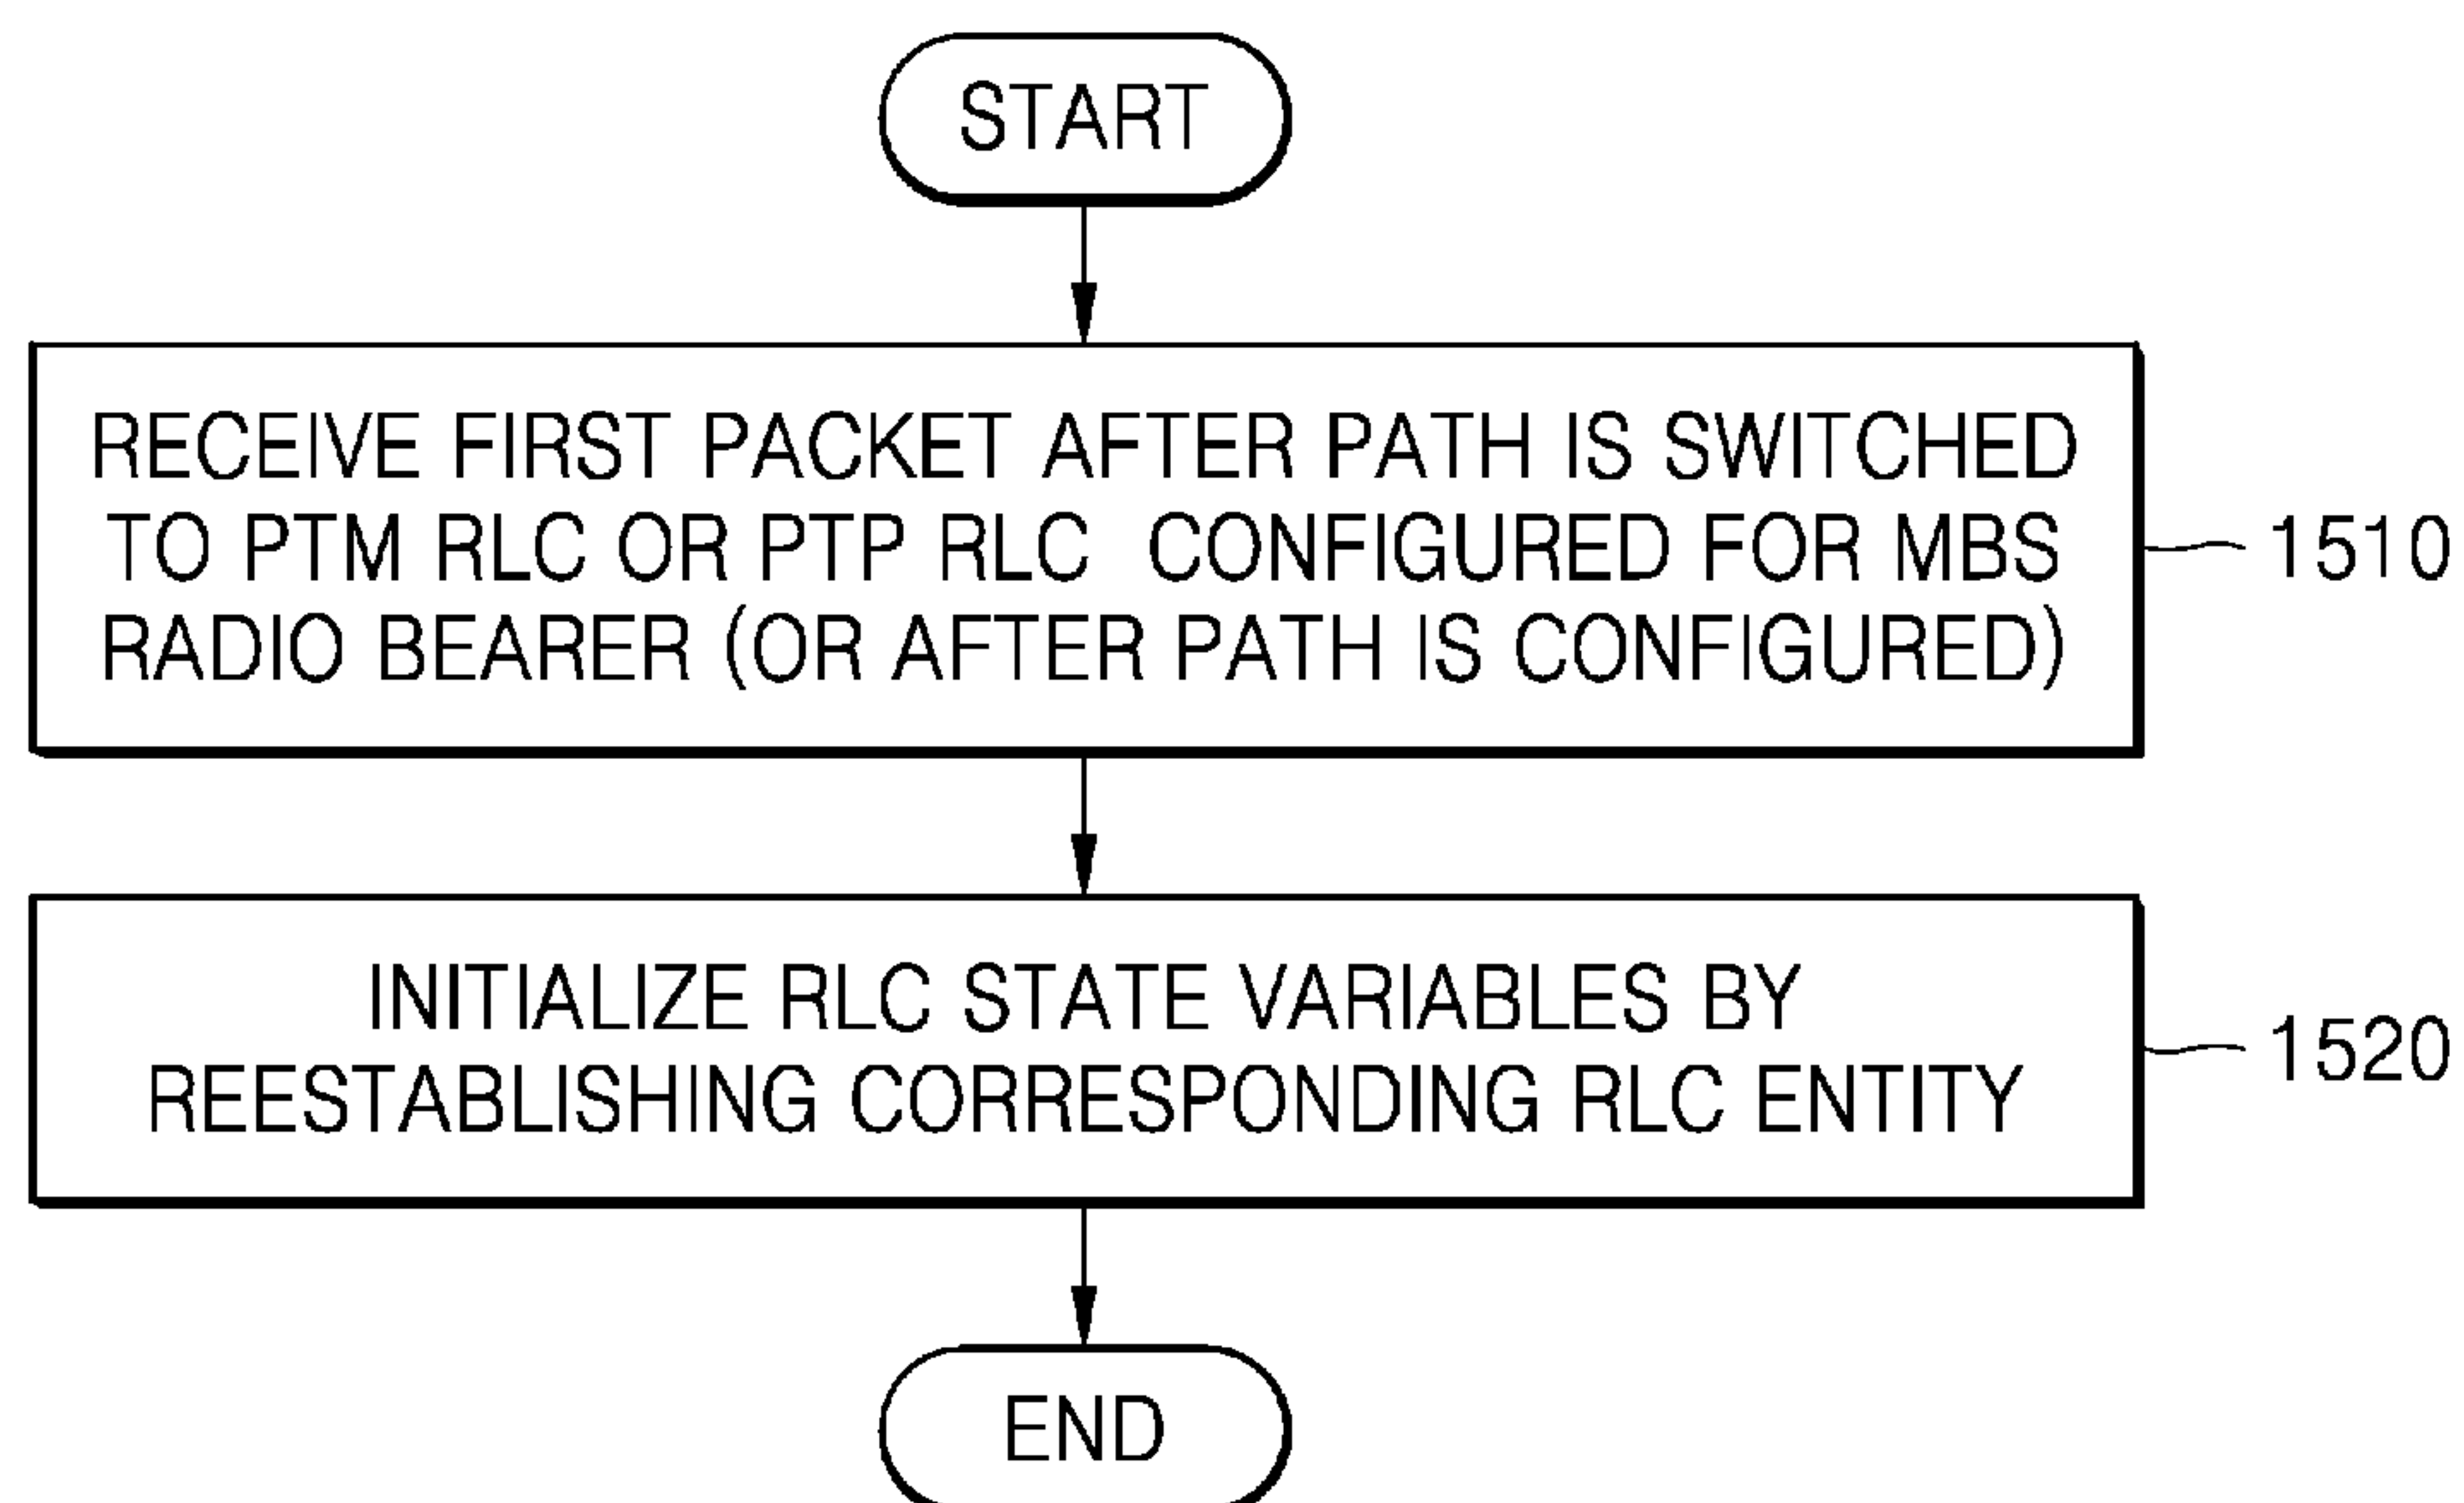 START
RECEIVE FIRST PACKET AFTER PATH IS SWITCHED
TO PTM RLC OR PTP RLC CONFIGURED FOR MBS
RADIO BEARER (OR AFTER PATH IS CONFIGURED)
1510
INITIALIZE RLC STATE VARIABLES BY
REESTABLISHING CORRESPONDING RLC ENTITY
1520
END